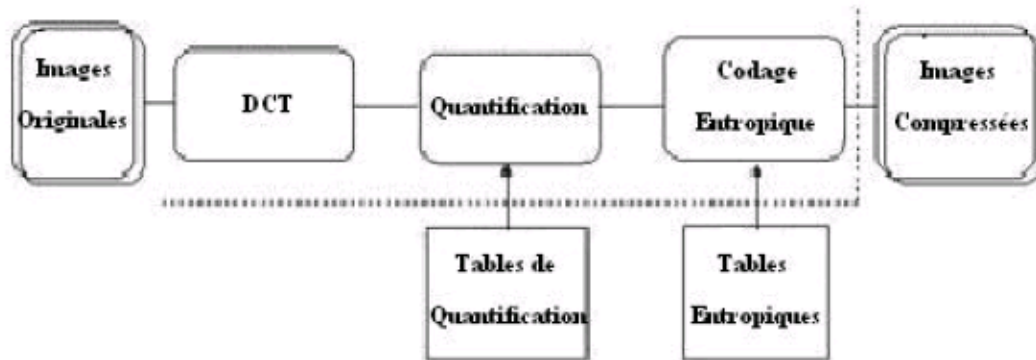 Images
Originales
DCT
Quantification
Codage
Entropique
Images
Compressées
Tables de
Quantification
Tables
Entropiques